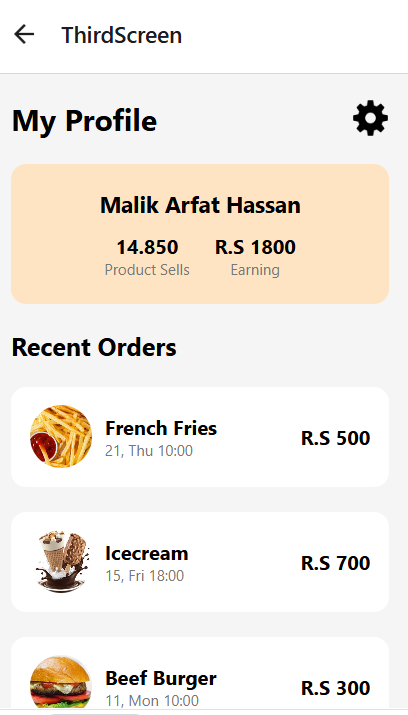 ThirdScreen
My Profile
Malik Arfat Hassan
14.850 R.S 1800
Product Sells Earning
Recent Orders
French Fries
21, Thu 10:00
R.S 500
Icecream
15, Fri 18:00
R.S 700
Beef Burger
11, Mon 10:00
R.S 300